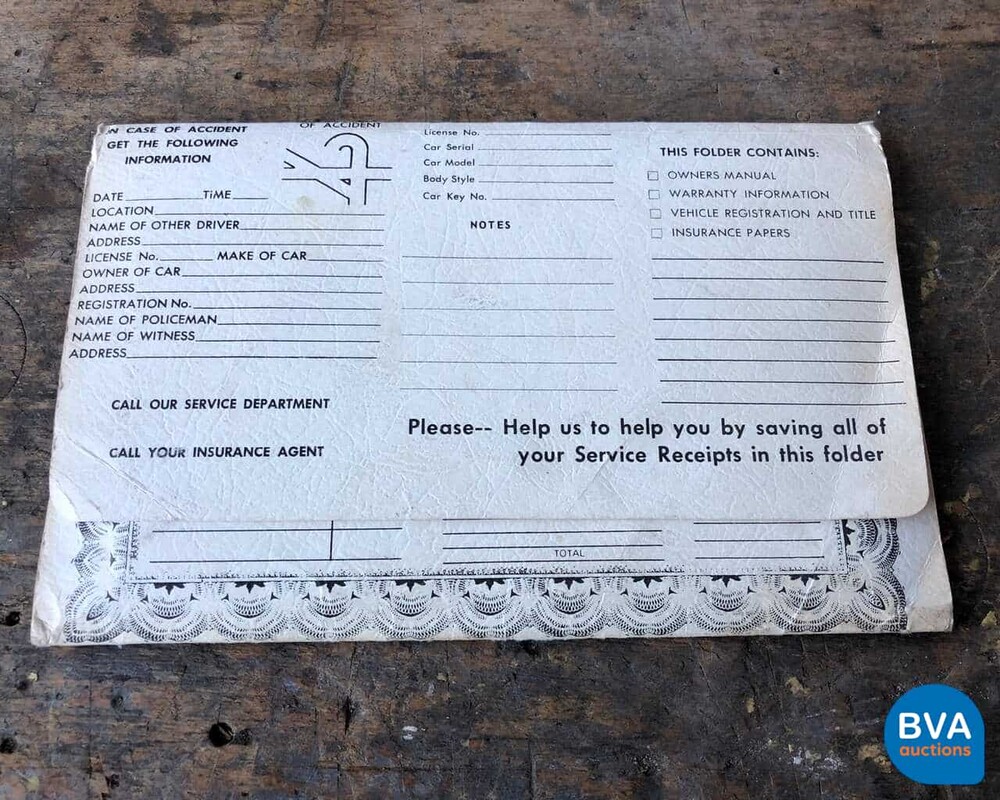 IN CASE OF ACCIDENT
GET THE FOLLOWING
INFORMATION
DATE TIME
LOCATION
NAME OF OTHER DRIVER
ADDRESS
LICENSE No. MAKE OF CAR
OWNER OF CAR
ADDRESS
REGISTRATION No.
NAME OF POLICEMAN
NAME OF WITNESS
ADDRESS
CALL OUR SERVICE DEPARTMENT
CALL YOUR INSURANCE AGENT
OF ACCIDENT
License No.
Car Serial
Car Model
Body Style
Car Key No.
NOTES
THIS FOLDER CONTAINS:
OWNERS MANUAL
WARRANTY INFORMATION
VEHICLE REGISTRATION AND TITLE
INSURANCE PAPERS
Please-- Help us to help you by saving all of
your Service Receipts in this folder
TOTAL
BVA
auctions